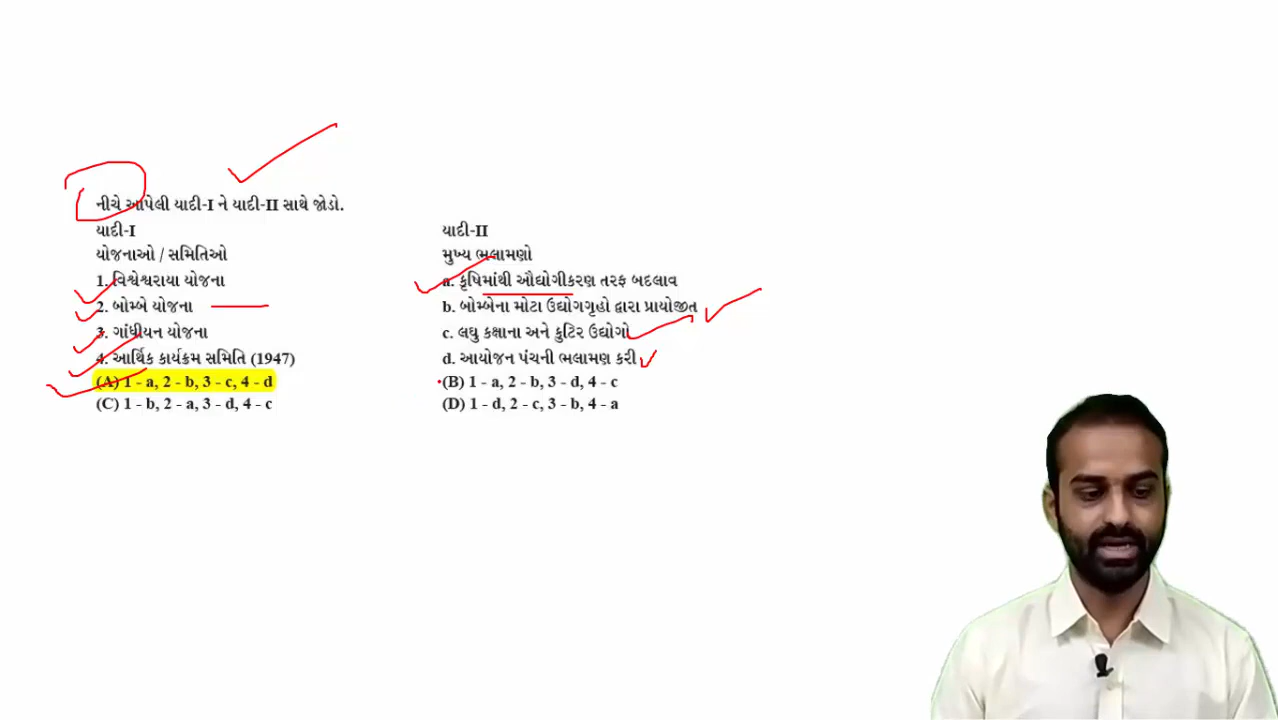 નીચે આપેલી યાદી-I ને યાદી-II સાથે જોડો.
યાદી-I યાદી-II
યોજનાઓ / સમિતિઓ મુખ્ય ભલામણો
1. વિશ્વેશ્વરાયા યોજના a. કૃષિમાંથી ઔદ્યોગીકરણ તરફ બદલાવ
2. બોમ્બે યોજના b. બોમ્બેના મોટા ઉદ્યોગગૃહો દ્વારા પ્રાયોજીત
3. ગાંધીયન યોજના c. લઘુ કક્ષાના અને કુટિર ઉદ્યોગો
4. આર્થિક કાર્યક્રમ સમિતિ (1947) d. આયોજન પંચની ભલામણ કરી
(A) 1 - a, 2 - b, 3 - c, 4 - d (B) 1 - a, 2 - b, 3 - d, 4 - c
(C) 1 - b, 2 - a, 3 - d, 4 - c (D) 1 - d, 2 - c, 3 - b, 4 - a